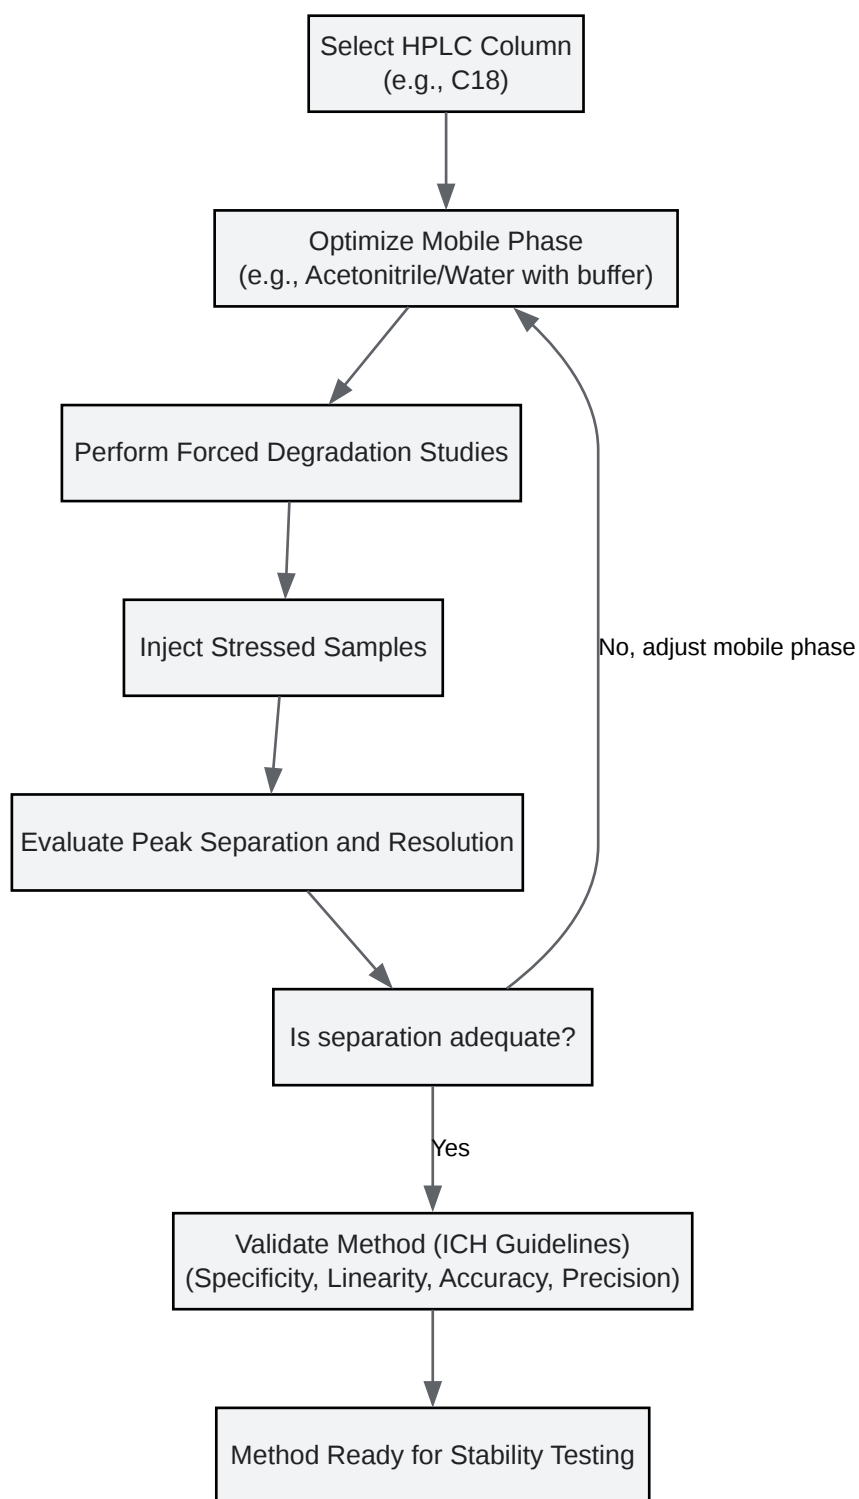 Select HPLC Column
(e.g., C18)
Optimize Mobile Phase
(e.g., Acetonitrile/Water with buffer)
Perform Forced Degradation Studies
Inject Stressed Samples
No, adjust mobile phase
Evaluate Peak Separation and Resolution
Is separation adequate?
Yes
Validate Method (ICH Guidelines)
(Specificity, Linearity, Accuracy, Precision)
Method Ready for Stability Testing